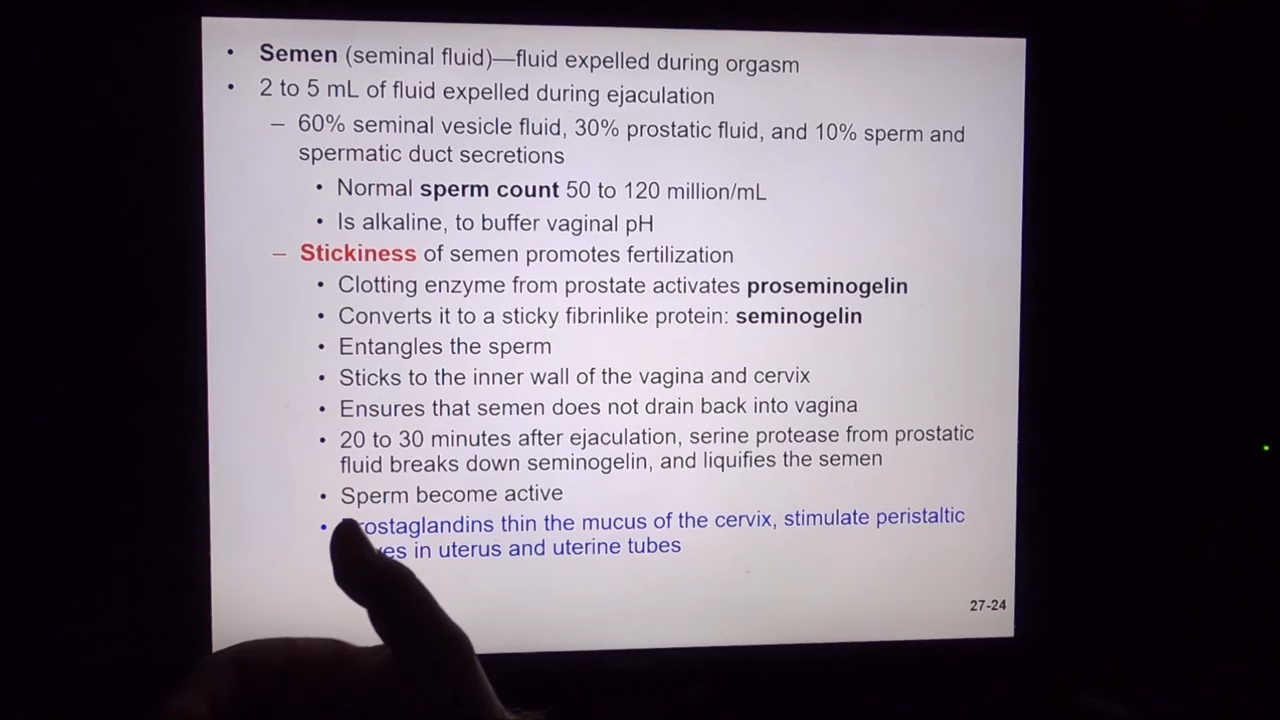 • Semen (seminal fluid)—fluid expelled during orgasm
• 2 to 5 mL of fluid expelled during ejaculation
– 60% seminal vesicle fluid, 30% prostatic fluid, and 10% sperm and
spermatic duct secretions
• Normal sperm count 50 to 120 million/mL
• Is alkaline, to buffer vaginal pH
– Stickiness of semen promotes fertilization
• Clotting enzyme from prostate activates proseminogelin
• Converts it to a sticky fibrinlike protein: seminogelin
• Entangles the sperm
• Sticks to the inner wall of the vagina and cervix
• Ensures that semen does not drain back into vagina
• 20 to 30 minutes after ejaculation, serine protease from prostatic
fluid breaks down seminogelin, and liquifies the semen
• Sperm become active
• rostaglandins thin the mucus of the cervix, stimulate peristaltic
in uterus and uterine tubes
27-24